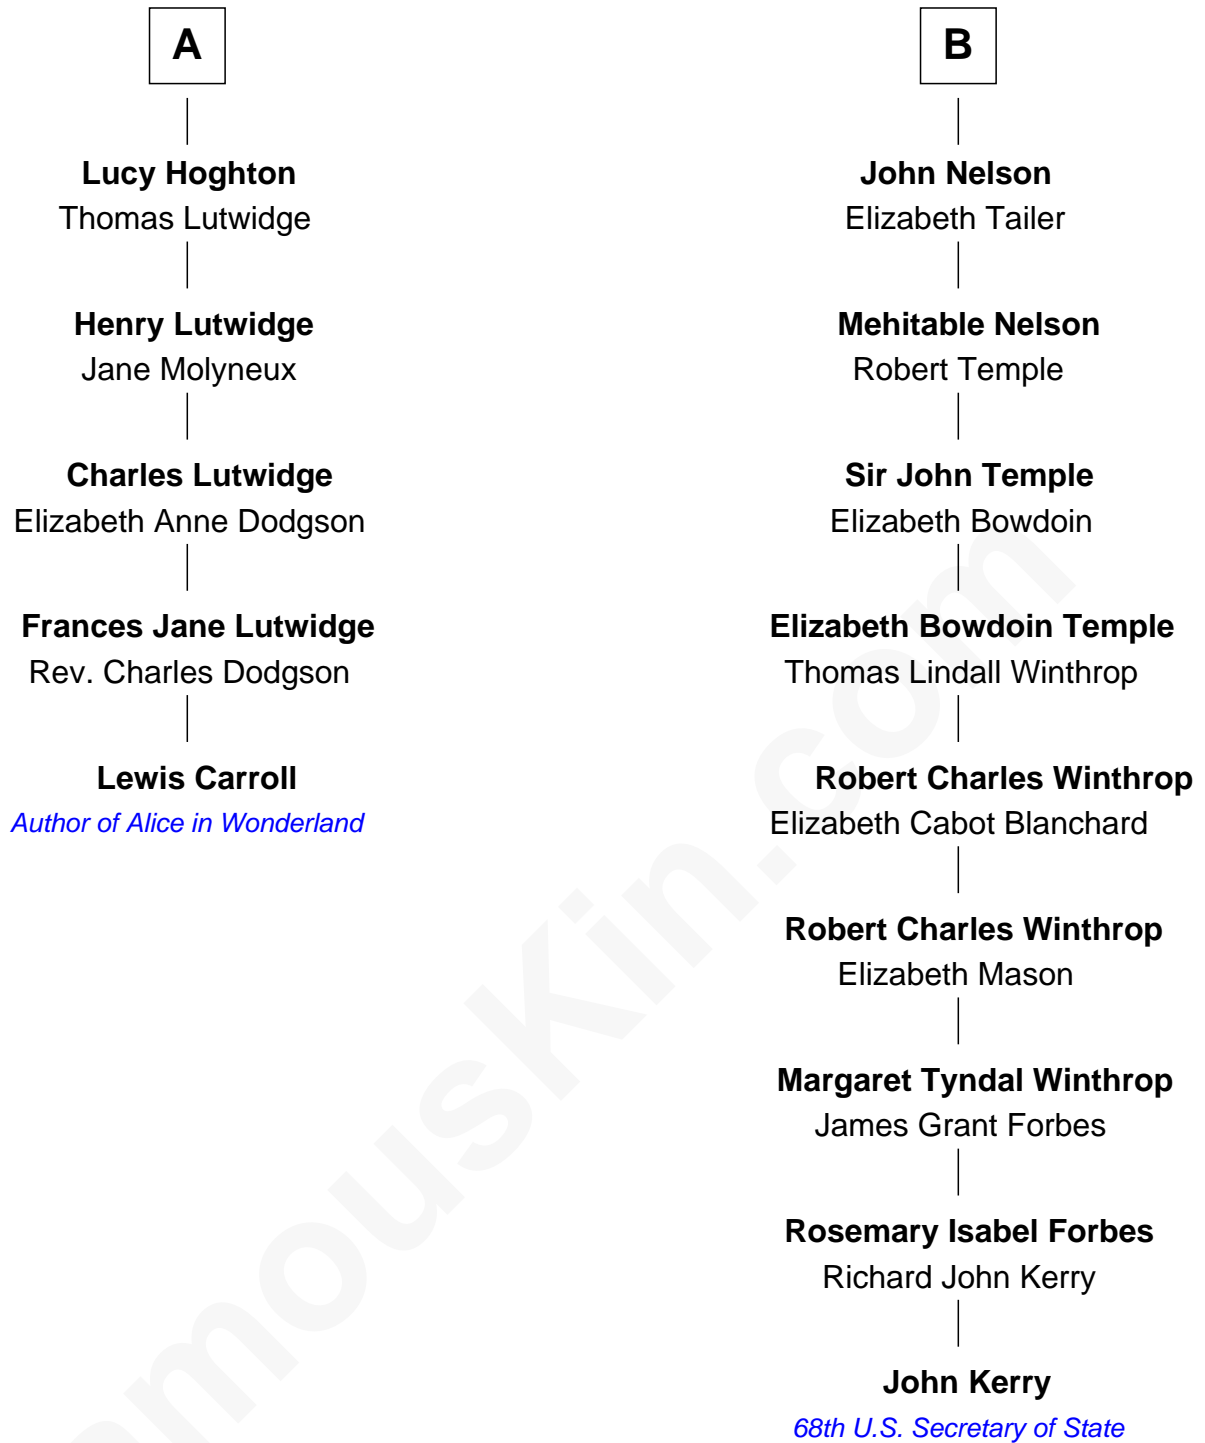 A
Lucy Hoghton
Thomas Lutwidge
Henry Lutwidge
Jane Molyneux
Charles Lutwidge
Elizabeth Anne Dodgson
Frances Jane Lutwidge
Rev. Charles Dodgson
Lewis Carroll
Author of Alice in Wonderland
B
John Nelson
Elizabeth Tailer
Mehitable Nelson
Robert Temple
Sir John Temple
Elizabeth Bowdoin
Elizabeth Bowdoin Temple
Thomas Lindall Winthrop
Robert Charles Winthrop
Elizabeth Cabot Blanchard
Robert Charles Winthrop
Elizabeth Mason
Margaret Tyndal Winthrop
James Grant Forbes
Rosemary Isabel Forbes
Richard John Kerry
John Kerry
68th U.S. Secretary of State
amouskin.com